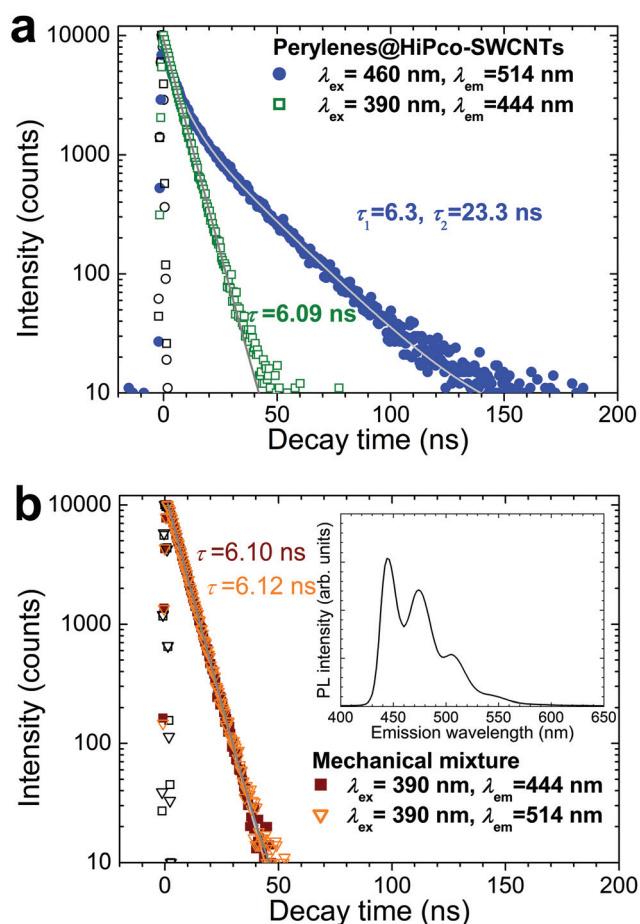 a
Perylenes@HiPco-SWCNTs
λex= 460 nm, λem=514 nm
λex= 390 nm, λem=444 nm
τ1=6.3, τ2=23.3 ns
τ=6.09 ns
Intensity (counts)
10000
1000
100
10
0 50 100 150 200
Decay time (ns)
b
τ=6.10 ns
τ=6.12 ns
PL intensity (arb. units)
400 450 500 550 600 650
Emission wavelength (nm)
Mechanical mixture
λex= 390 nm, λem=444 nm
λex= 390 nm, λem=514 nm
Intensity (counts)
10000
1000
100
10
0 50 100 150 200
Decay time (ns)